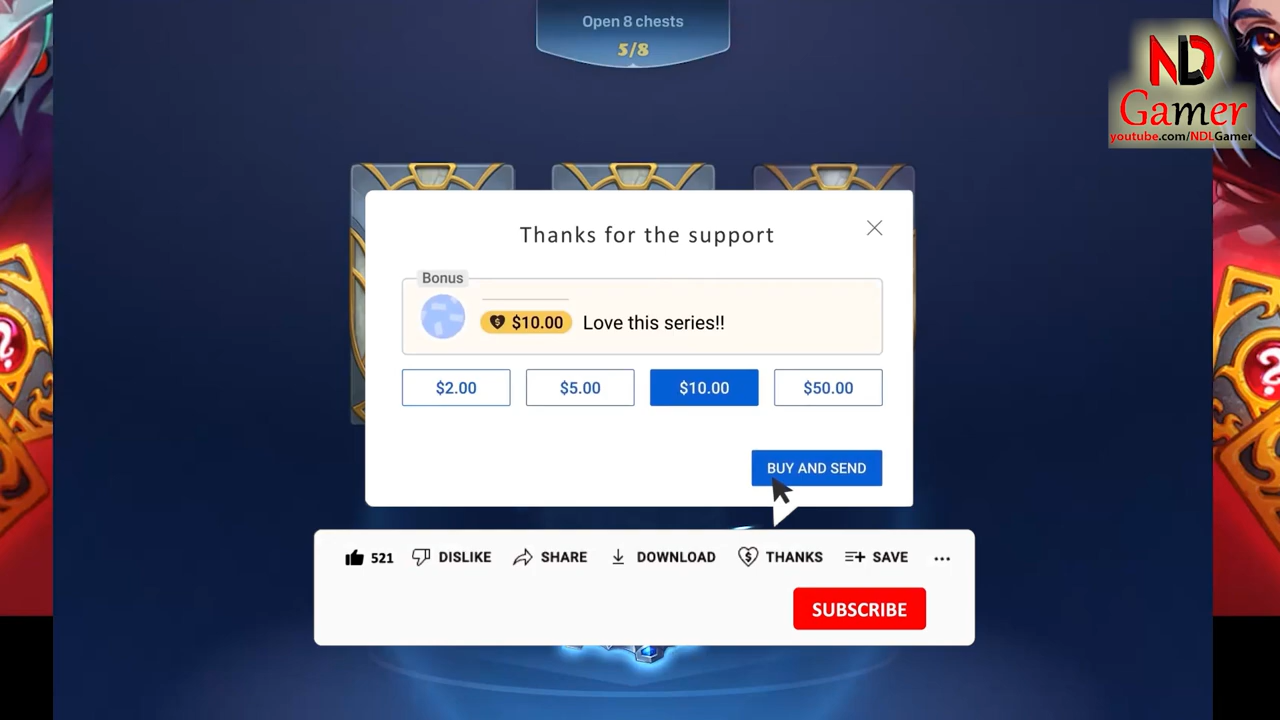 Open 8 chests
5/8
NDL
Gamer
youtube.com/NDLGamer
Thanks for the support
Bonus
$10.00 Love this series!!
$2.00 $5.00 $10.00 $50.00
BUY AND SEND
521 DISLIKE SHARE DOWNLOAD THANKS SAVE ...
SUBSCRIBE
? ?